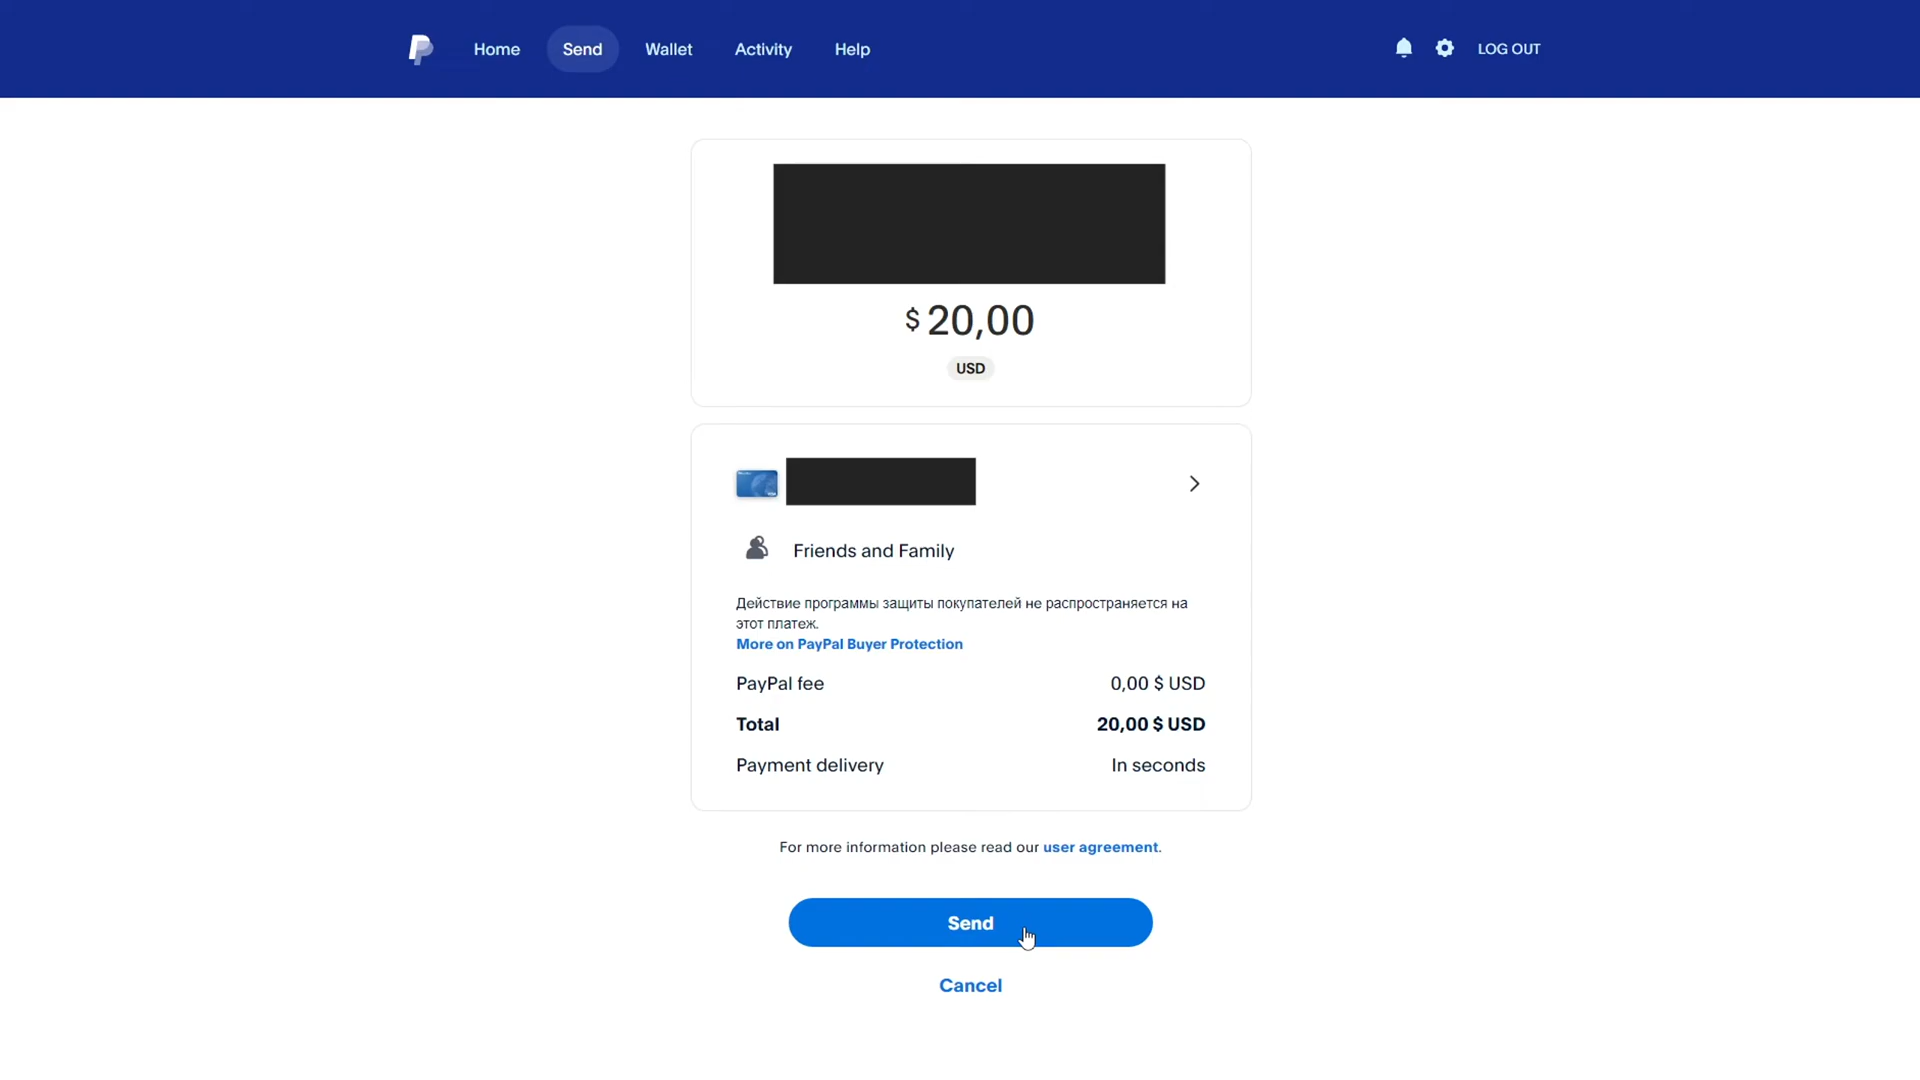 Home Send Wallet Activity Help LOG OUT
$ 20,00
USD
Friends and Family
Действие программы защиты покупателей не распространяется на
этот платеж.
More on PayPal Buyer Protection
PayPal fee 0,00 $ USD
Total 20,00 $ USD
Payment delivery In seconds
For more information please read our user agreement.
Send
Cancel